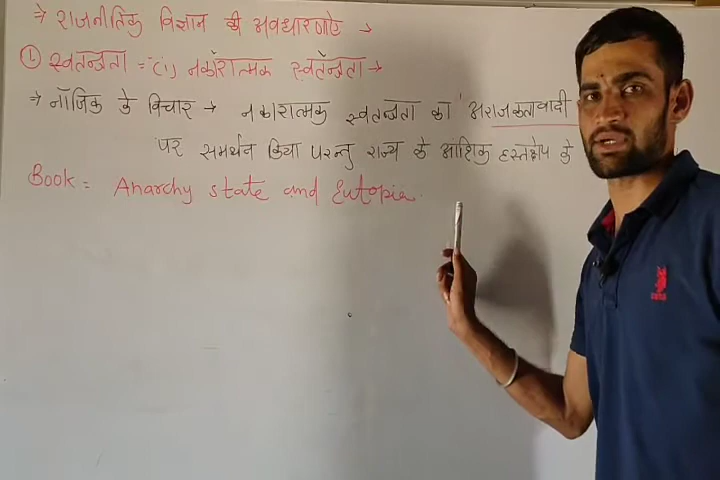 → राजनीतिक विज्ञान की अवधारणाऐ →
① स्वतन्त्रता = (i) नकारात्मक स्वतंन्त्रता →
→ नॉजिक के विचार → नकारात्मक स्वतन्त्रता का अराजकतावादी
पर समर्थन किया परन्तु राज्य के आंशिक हस्तक्षेप के
Book = Anarchy state and Eutopia